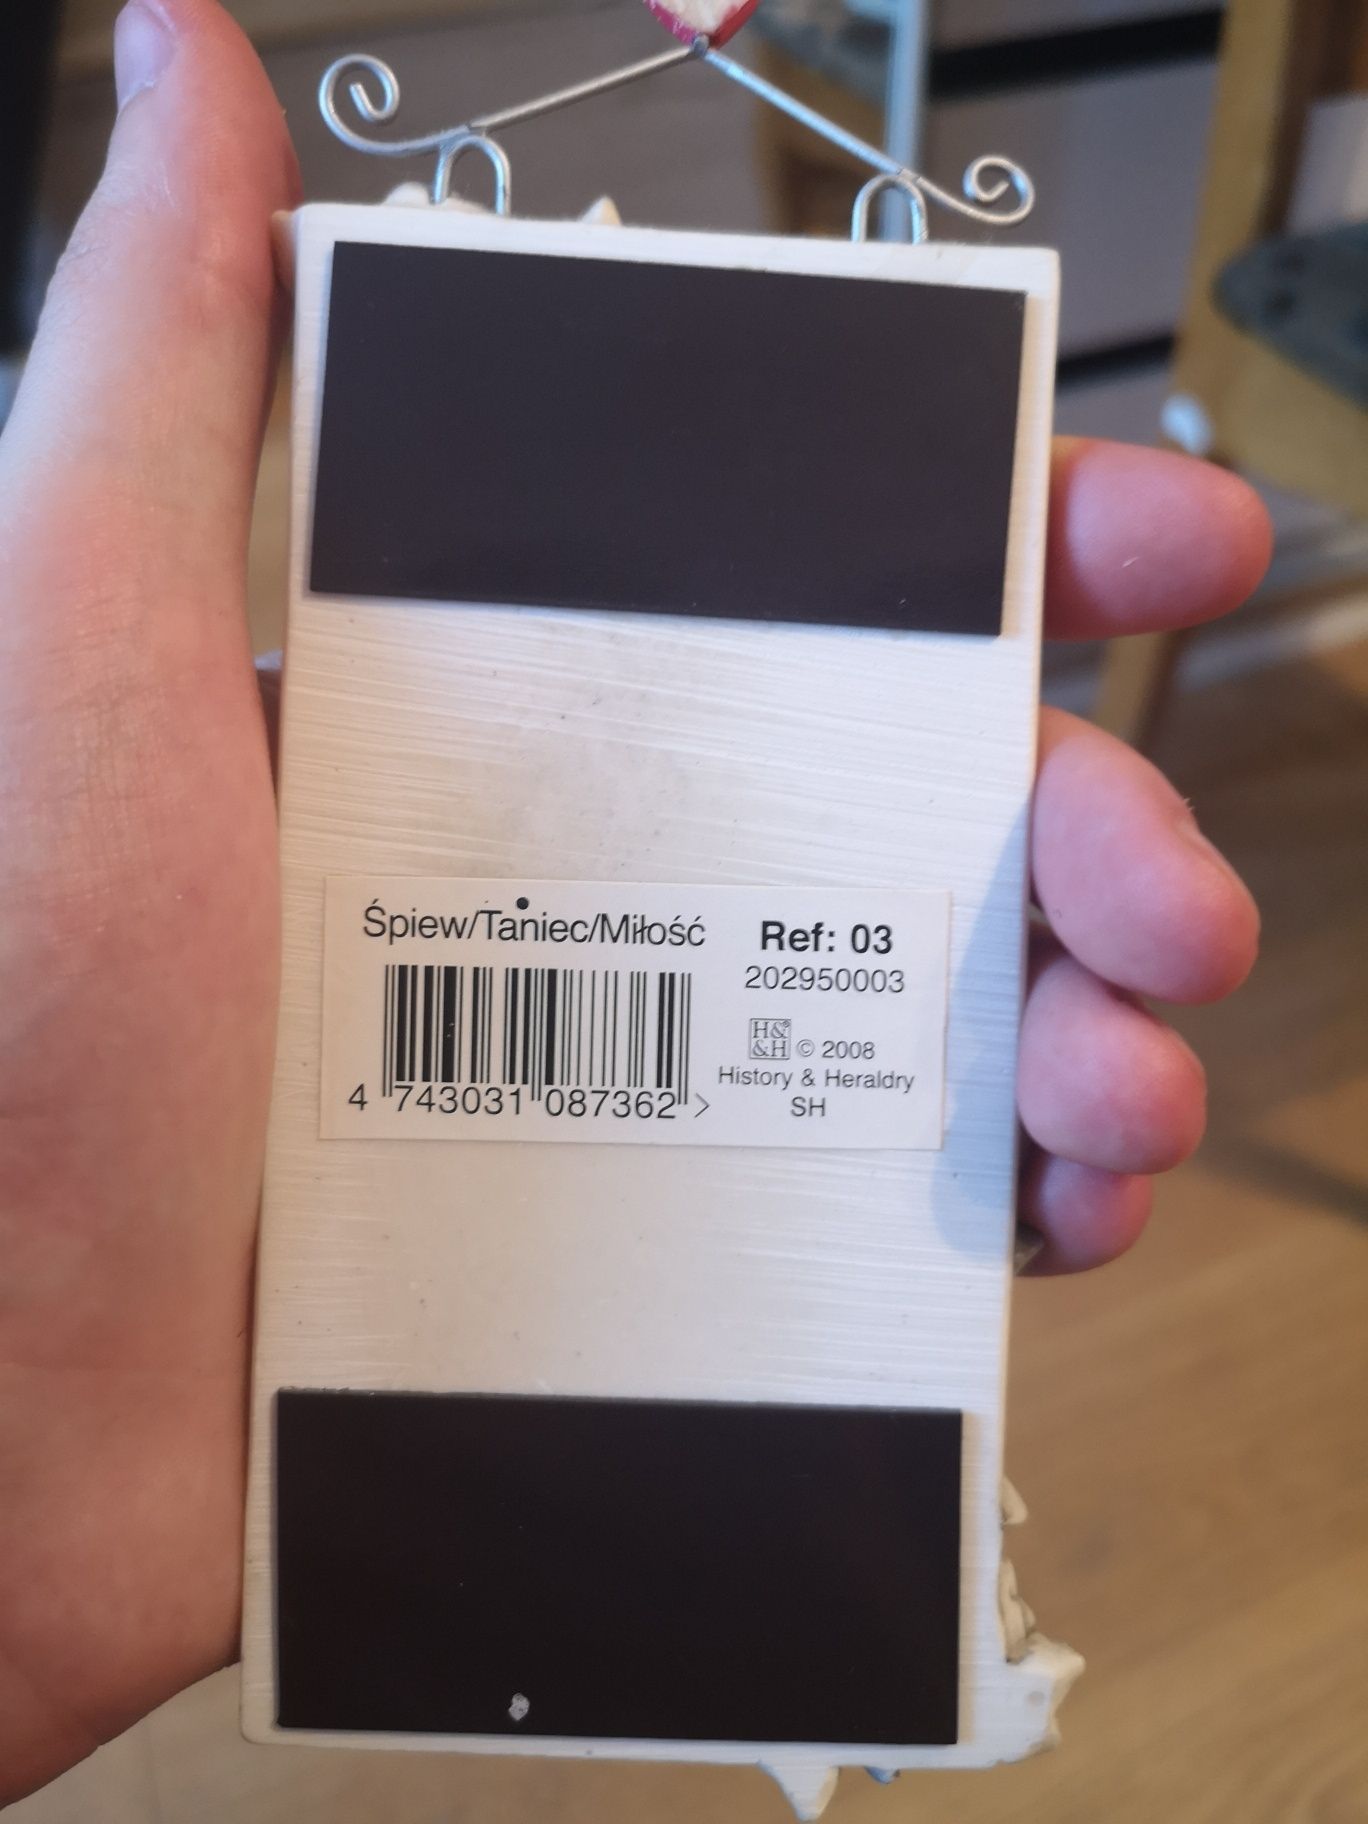 Śpiew/Taniec/Miłość
4 743031 087362 >
Ref: 03
202950003
H&® &H © 2008
History & Heraldry
SH